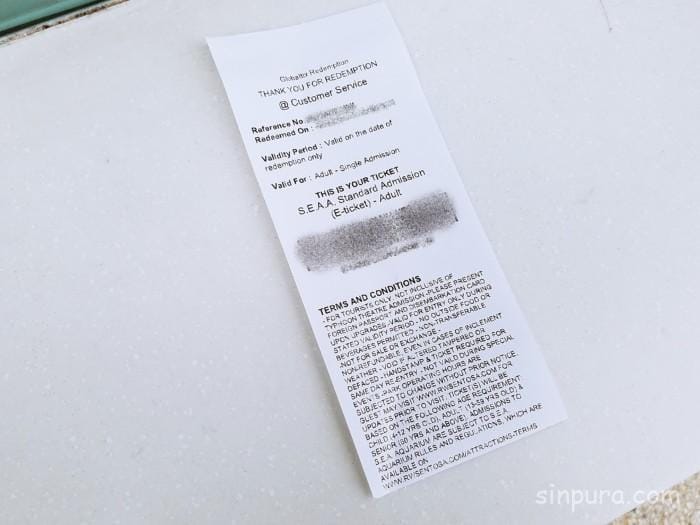 Globaltix Redemption
THANK YOU FOR REDEMPTION
@ Customer Service
Reference No
Redeemed On :
Validity Period : Valid on the date of
redemption only
Valid For : Adult - Single Admission
THIS IS YOUR TICKET
S.E.A.A. Standard Admission
(E-ticket) - Adult
TERMS AND CONDITIONS
- FOR TOURISTS ONLY, NOT INCLUSIVE OF
TYPHOON THEATRE ADMISSION -PLEASE PRESENT
FOREIGN PASSPORT AND DISEMBARKATION CARD
UPON UPGRADES -VALID FOR ENTRY ONLY DURING
STATED VALIDITY PERIOD - NO OUTSIDE FOOD OR
BEVERAGES PERMITTED - NON-TRANSFERABLE
-NOT FOR SALE OR EXCHANGE -
NON-REFUNDABLE, EVEN IN CASES OF INCLEMENT
WEATHER - VOID IF ALTERED TAMPERED OR
DEFACED - HANDSTAMP & TICKET REQUIRED FOR
SAME DAY RE-ENTRY - NOT VAILD DURING SPECIAL
EVENTS -PARK OPERATING HOURS ARE
SUBJECTED TO CHANGE WITHOUT PRIOR NOTICE.
GUEST MAY VISIT WWW.RWSENTOSA.COM FOR
UPDATES PRIOR TO VISIT. TICKET(S) WILL BE
BASED ON THE FOLLOWING AGE REQUIREMENT:
CHILD (4-12 YRS OLD), ADULT (13-59 YRS OLD) &
SENIOR (60 YRS AND ABOVE) ADMISSIONS TO
S.E.A. AQUARIUM ARE SUBJECT TO S.E.A.
AQUARIUM RULES AND REGULATIONS, WHICH ARE
AVAILABLE ON
WWW.RWSENTOSA.COM/ATTRACTIONS-TERMS
sinpura.com